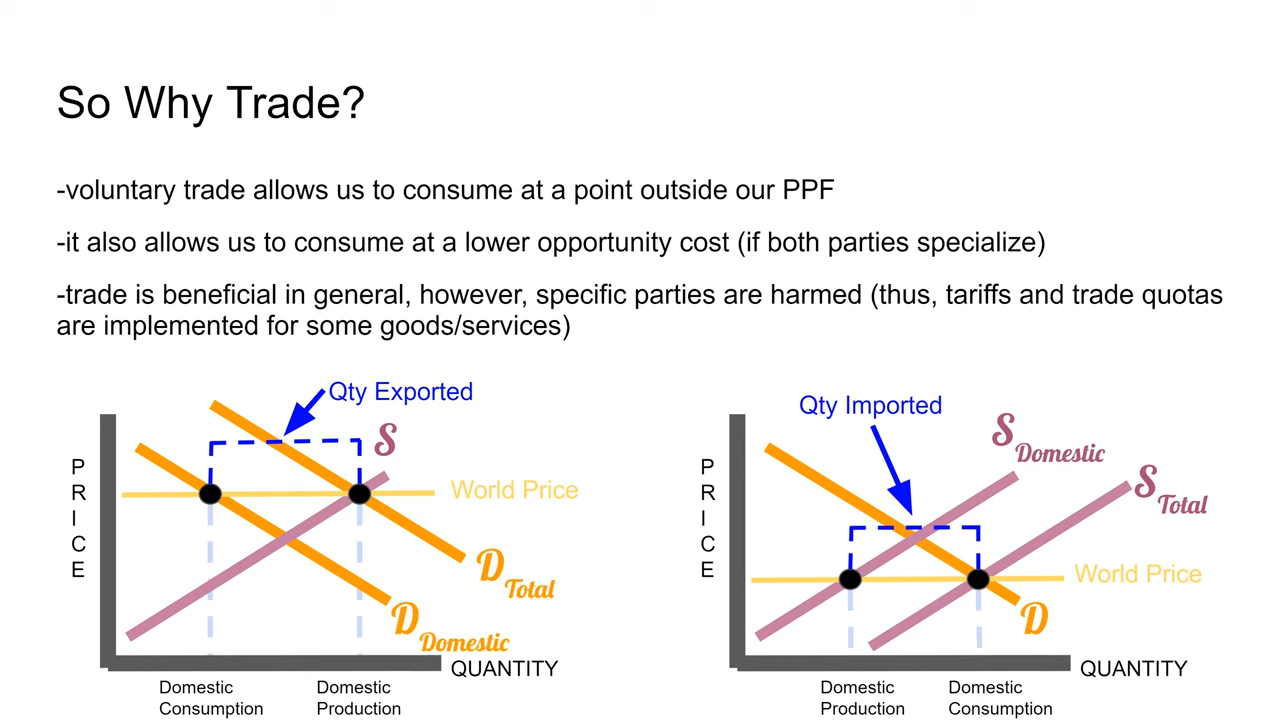 So Why Trade?
-voluntary trade allows us to consume at a point outside our PPF
-it also allows us to consume at a lower opportunity cost (if both parties specialize)
-trade is beneficial in general, however, specific parties are harmed (thus, tariffs and trade quotas
are implemented for some goods/services)
Qty Exported
S
PRICE
World Price
D Total
D Domestic
QUANTITY
Domestic
Consumption
Domestic
Production
Qty Imported
S Domestic
S Total
PRICE
World Price
D
QUANTITY
Domestic
Production
Domestic
Consumption